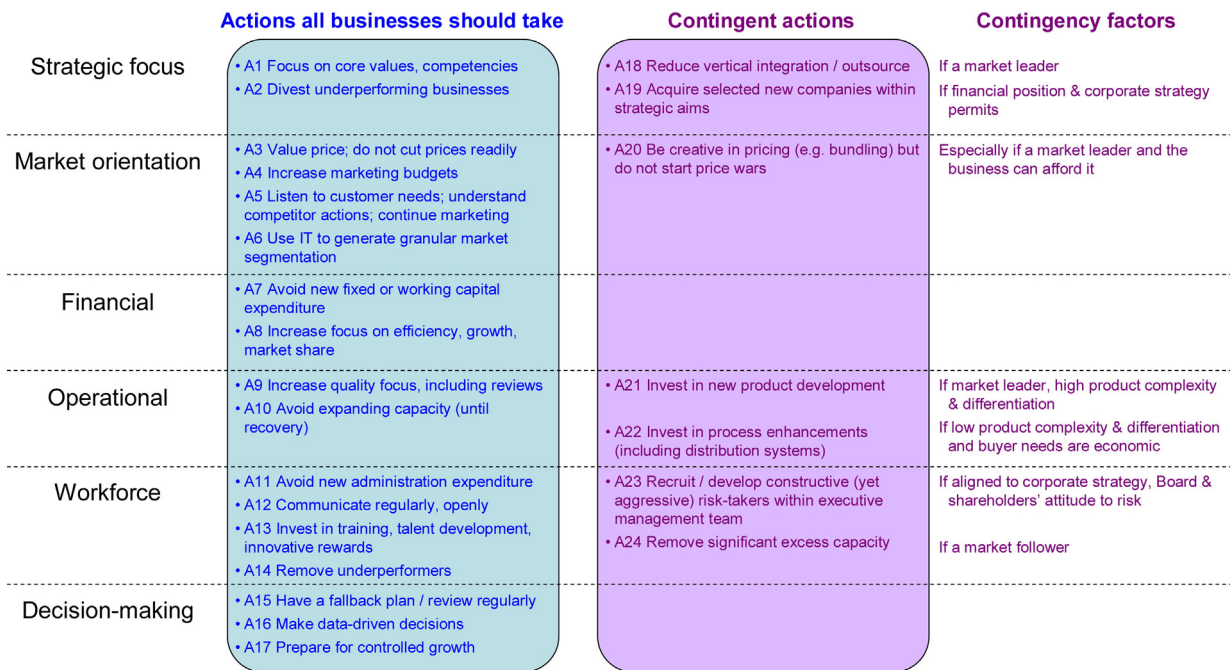 Actions all businesses should take
Contingent actions
Contingency factors
Strategic focus
• A1 Focus on core values, competencies
• A2 Divest underperforming businesses
• A18 Reduce vertical integration / outsource
• A19 Acquire selected new companies within
strategic aims
If a market leader
If financial position & corporate strategy
permits
Market orientation
• A3 Value price; do not cut prices readily
• A4 Increase marketing budgets
• A5 Listen to customer needs; understand
competitor actions; continue marketing
• A6 Use IT to generate granular market
segmentation
• A20 Be creative in pricing (e.g. bundling) but
do not start price wars
Especially if a market leader and the
business can afford it
Financial
• A7 Avoid new fixed or working capital
expenditure
• A8 Increase focus on efficiency, growth,
market share
Operational
• A9 Increase quality focus, including reviews
• A10 Avoid expanding capacity (until
recovery)
• A21 Invest in new product development
• A22 Invest in process enhancements
(including distribution systems)
If market leader, high product complexity
& differentiation
If low product complexity & differentiation
and buyer needs are economic
Workforce
• A11 Avoid new administration expenditure
• A12 Communicate regularly, openly
• A13 Invest in training, talent development,
innovative rewards
• A14 Remove underperformers
• A23 Recruit / develop constructive (yet
aggressive) risk-takers within executive
management team
• A24 Remove significant excess capacity
If aligned to corporate strategy, Board &
shareholders' attitude to risk
If a market follower
Decision-making
• A15 Have a fallback plan / review regularly
• A16 Make data-driven decisions
• A17 Prepare for controlled growth